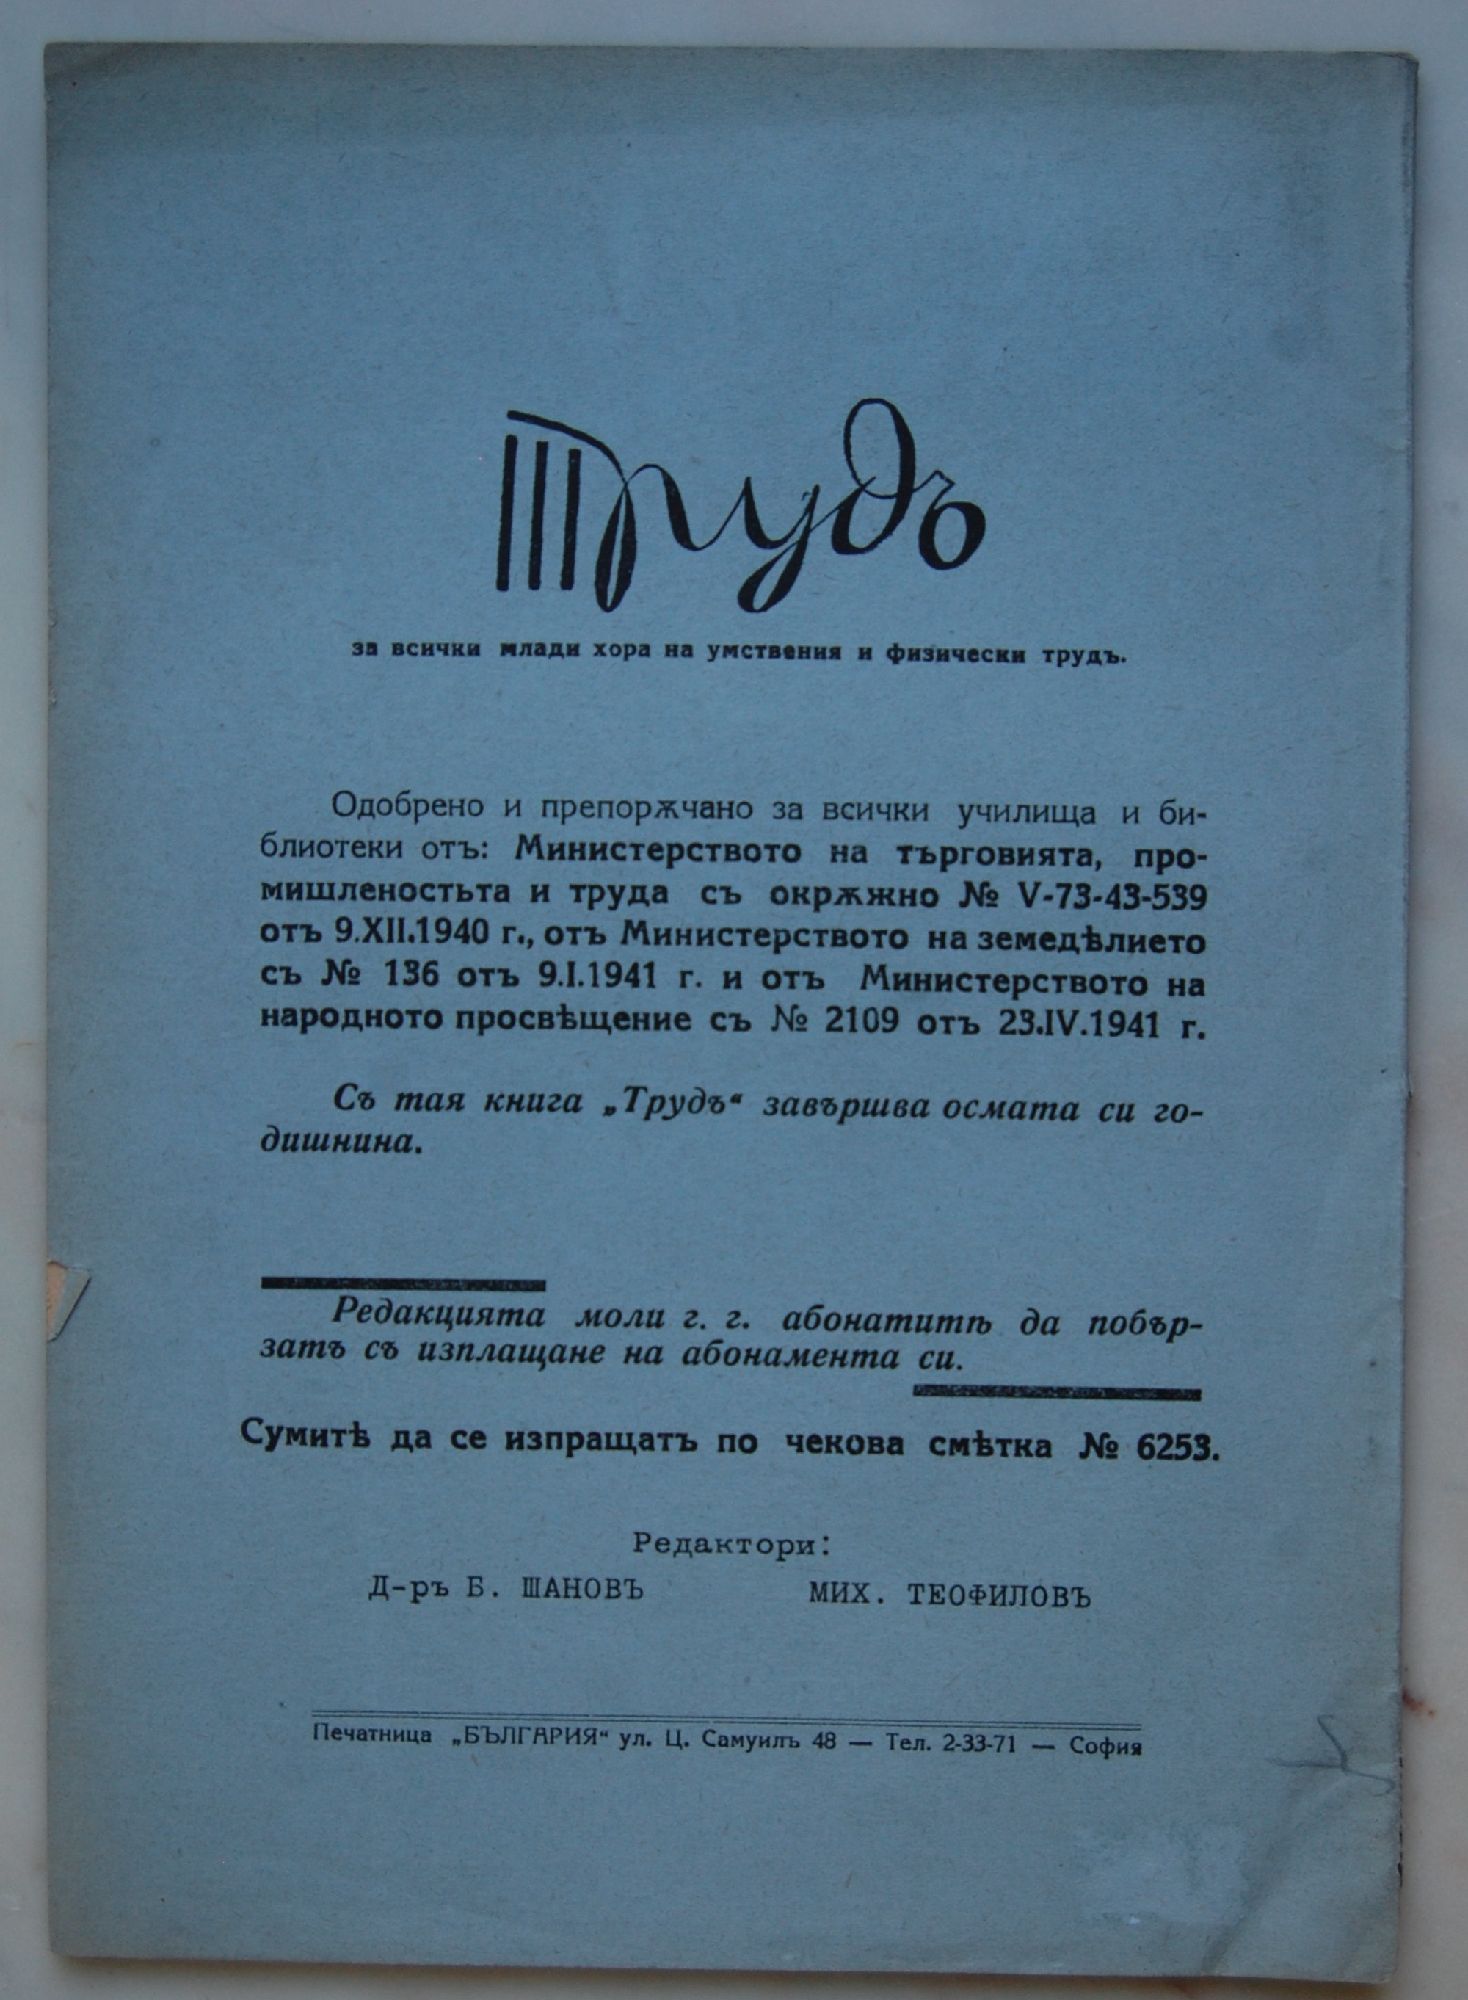 Трудъ
за всички млади хора на умствения и физически трудъ.
Одобрено и препорѫчано за всички училища и би-
блиотеки отъ: Министерството на търговията, про-
мишленостьта и труда съ окрѫжно № V-73-43-539
отъ 9.XII.1940 г., отъ Министерството на земедѣлието
съ № 136 отъ 9.I.1941 г. и отъ Министерството на
народното просвѣщение съ № 2109 отъ 23.IV.1941 г.
Съ тая книга „Трудъ“ завършва осмата си го-
дишнина.
Редакцията моли г. г. абонатитѣ да побър-
затъ съ изплащане на абонамента си.
Сумитѣ да се изпращатъ по чекова смѣтка № 6253.
Редактори:
Д-ръ Б. ШАНОВЪ МИХ. ТЕОФИЛОВЪ
Печатница „БЪЛГАРИЯ“ ул. Ц. Самуилъ 48 — Тел. 2-33-71 — София